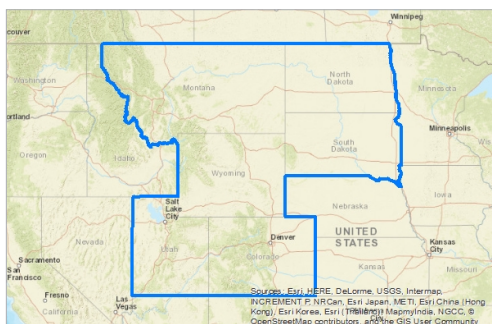 Winnipeg
couver
Washington
Montana
North
Dakota
Minnesota
ortland
Minneapolis
South
Dakota
Oregon
Idaho
Wyoming
Iowa
Salt
Lake
City
Nebraska
Nevada
UNITED
STATES
Denver
Utah
Colorado
Kansas
City
Sacramento
Kansas
Missouri
San
Francisco
Fresno
California
Las
Vegas
Sources: Esri, HERE, DeLorme, USGS, Intermap,
INCREMENT P, NRCan, Esri Japan, METI, Esri China (Hong
Kong), Esri Korea, Esri (Thailand), MapmyIndia, NGCC, ©
OpenStreetMap contributors, and the GIS User Community